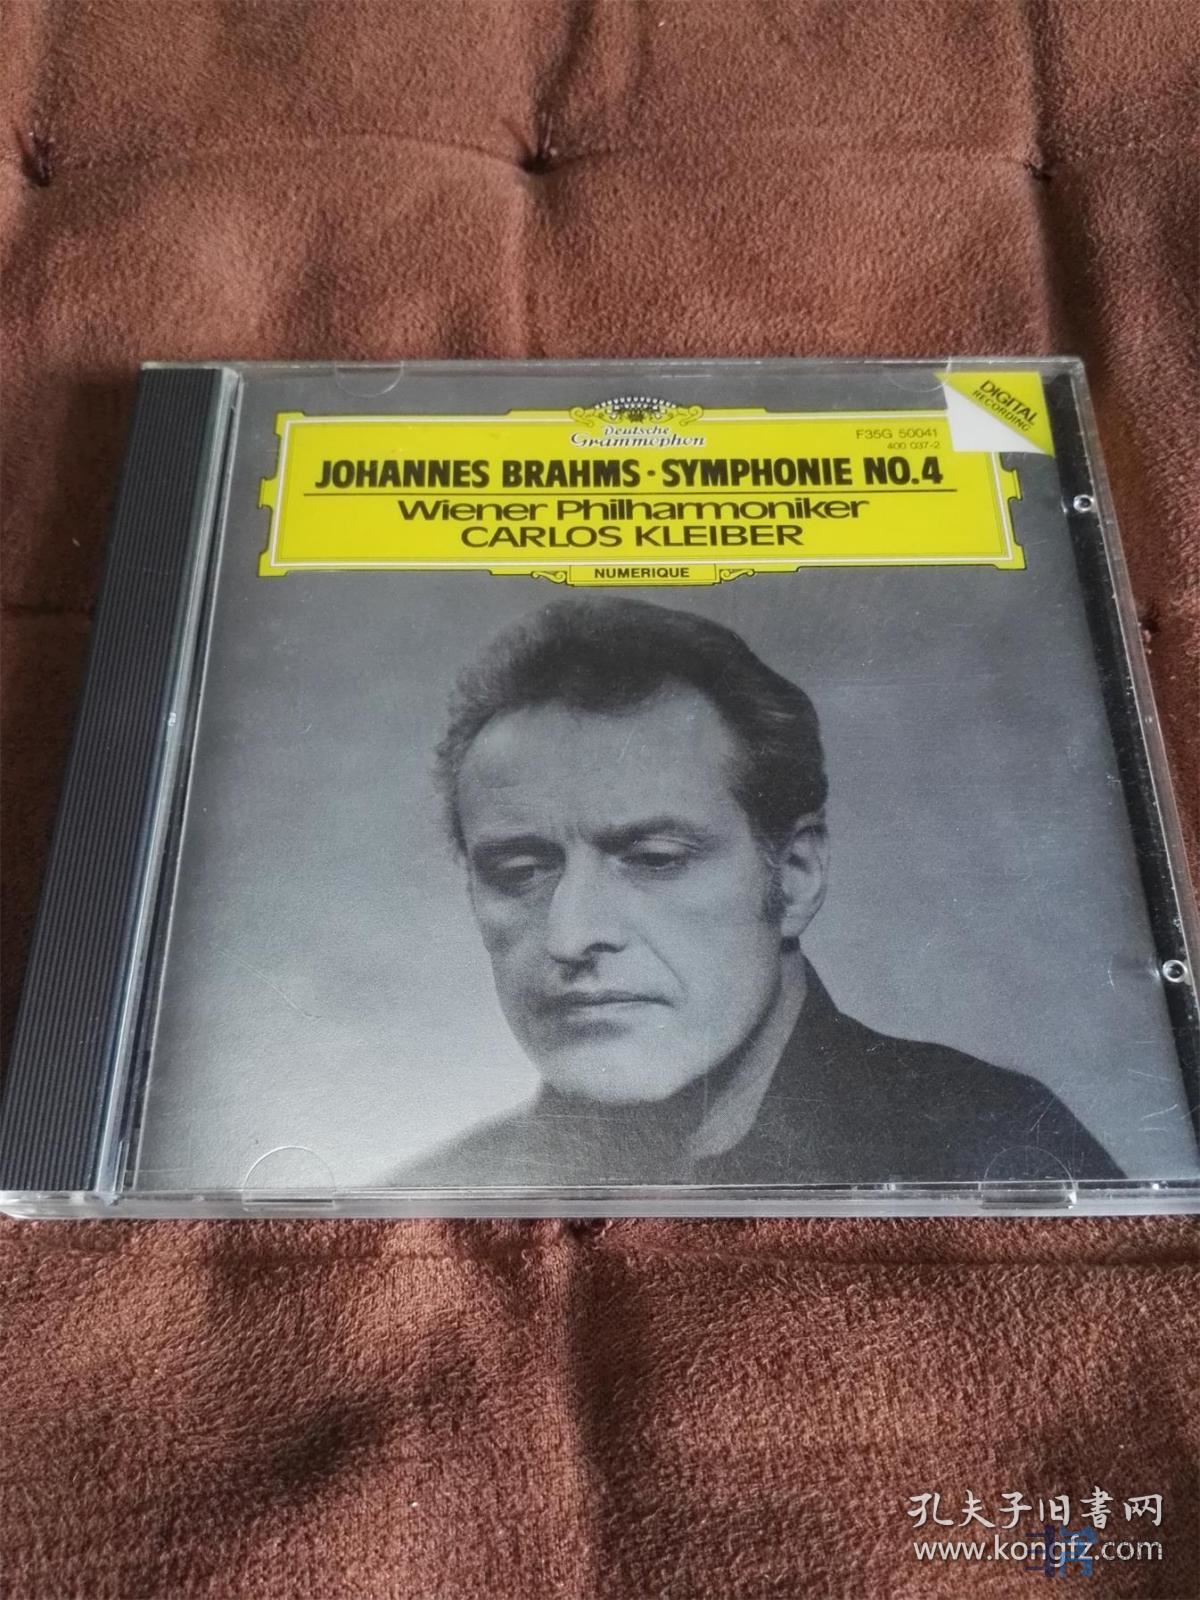 Deutsche
Grammophon
F35G 50041
400 037-2
DIGITAL
RECORDING
JOHANNES BRAHMS · SYMPHONIE NO.4
Wiener Philharmoniker
CARLOS KLEIBER
NUMERIQUE
孔夫子旧書网
www.kongfz.com